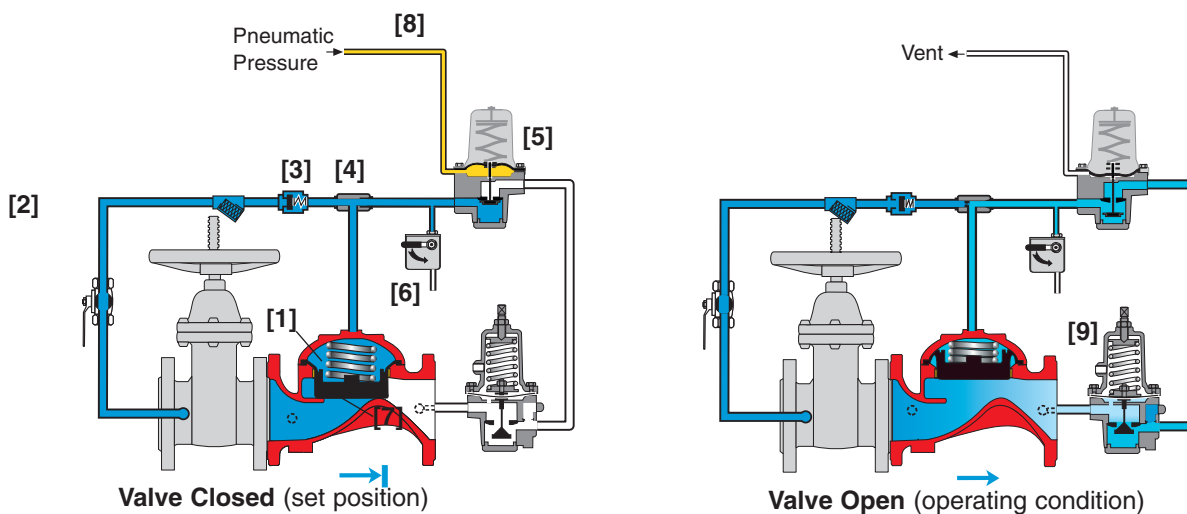 [8]
Pneumatic
Pressure
[5]
[3]
[4]
[2]
[6]
[1]
[7]
Valve Closed (set position)
Vent
[9]
Valve Open (operating condition)